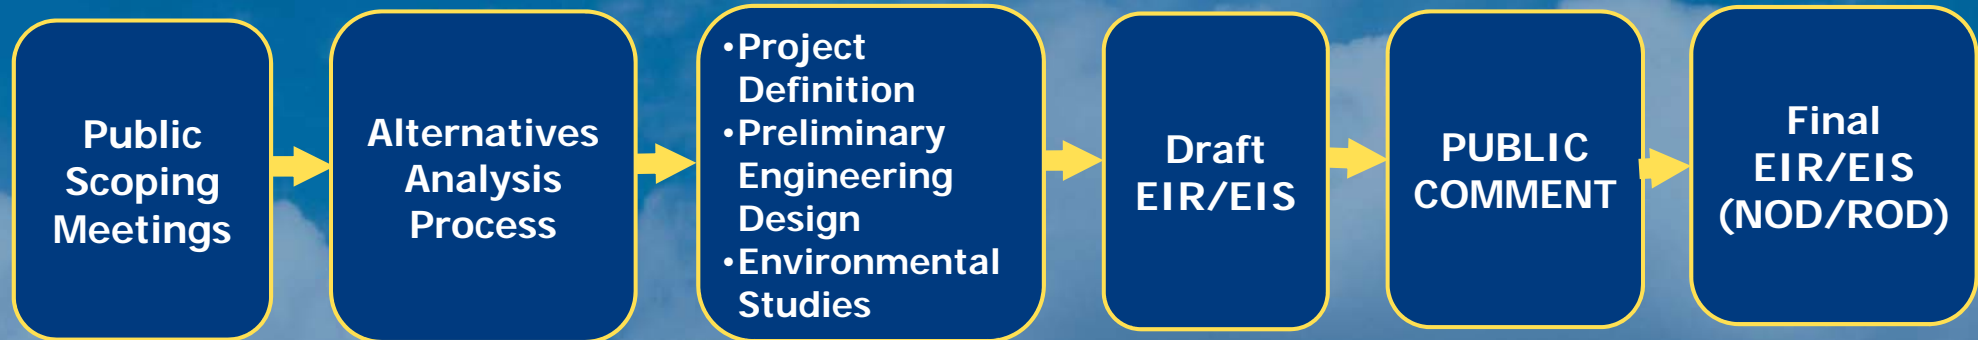 Public
Scoping
Meetings
Alternatives
Analysis
Process
•Project
Definition
•Preliminary
Engineering
Design
•Environmental
Studies
Draft
EIR/EIS
PUBLIC
COMMENT
Final
EIR/EIS
(NOD/ROD)